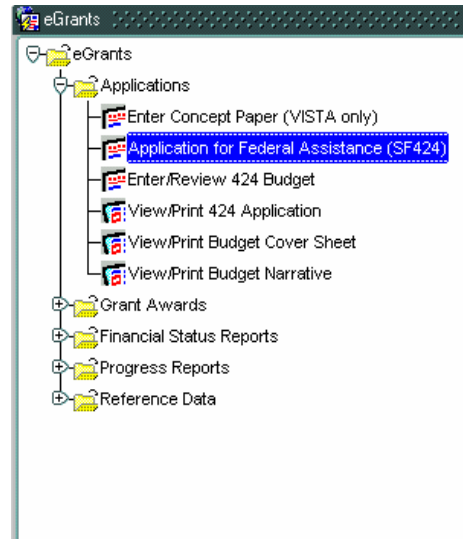 eGrants
eGrants
Applications
Enter Concept Paper (VISTA only)
Application for Federal Assistance (SF424)
Enter/Review 424 Budget
View/Print 424 Application
View/Print Budget Cover Sheet
View/Print Budget Narrative
Grant Awards
Financial Status Reports
Progress Reports
Reference Data